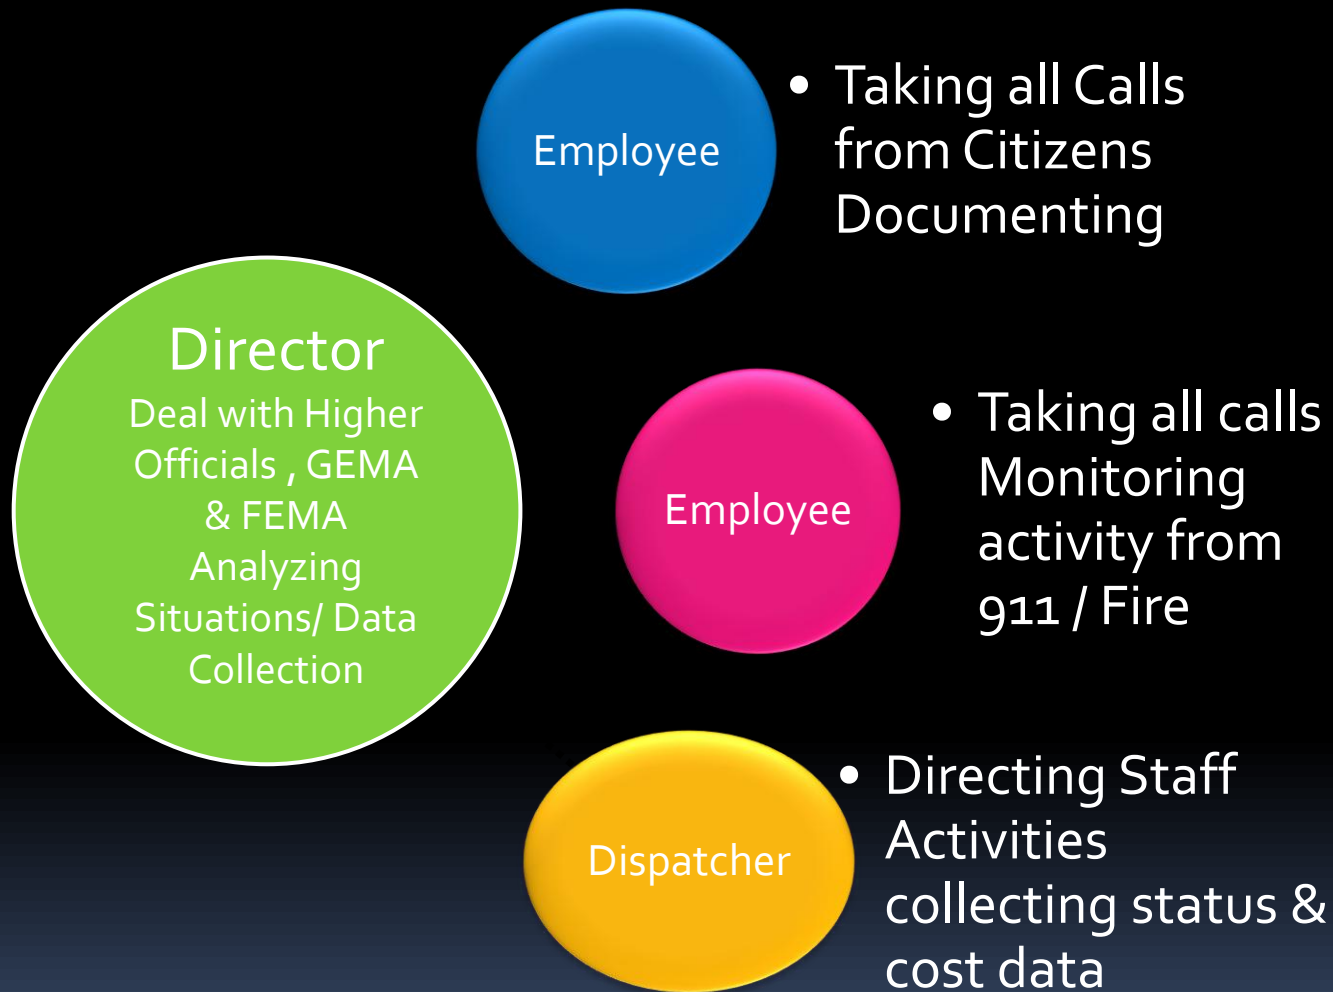 Employee
• Taking all Calls
from Citizens
Documenting
Director
Deal with Higher
Officials , GEMA
& FEMA
Analyzing
Situations/ Data
Collection
Employee
• Taking all calls
Monitoring
activity from
911 / Fire
Dispatcher
• Directing Staff
Activities
collecting status &
cost data